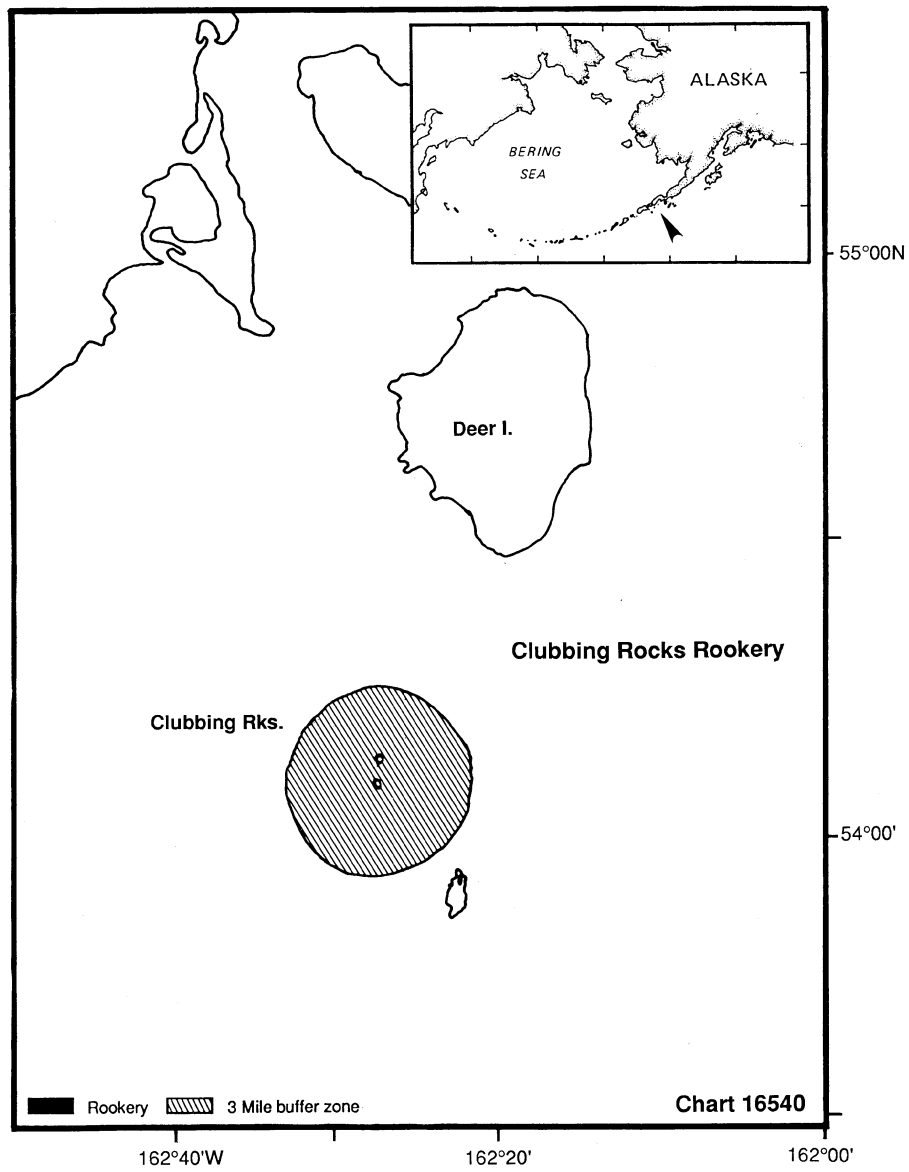 ALASKA
BERING
SEA
55°00N
Deer I.
Clubbing Rocks Rookery
Clubbing Rks.
54°00'
Rookery
3 Mile buffer zone
Chart 16540
162°40'W
162°20'
162°00'